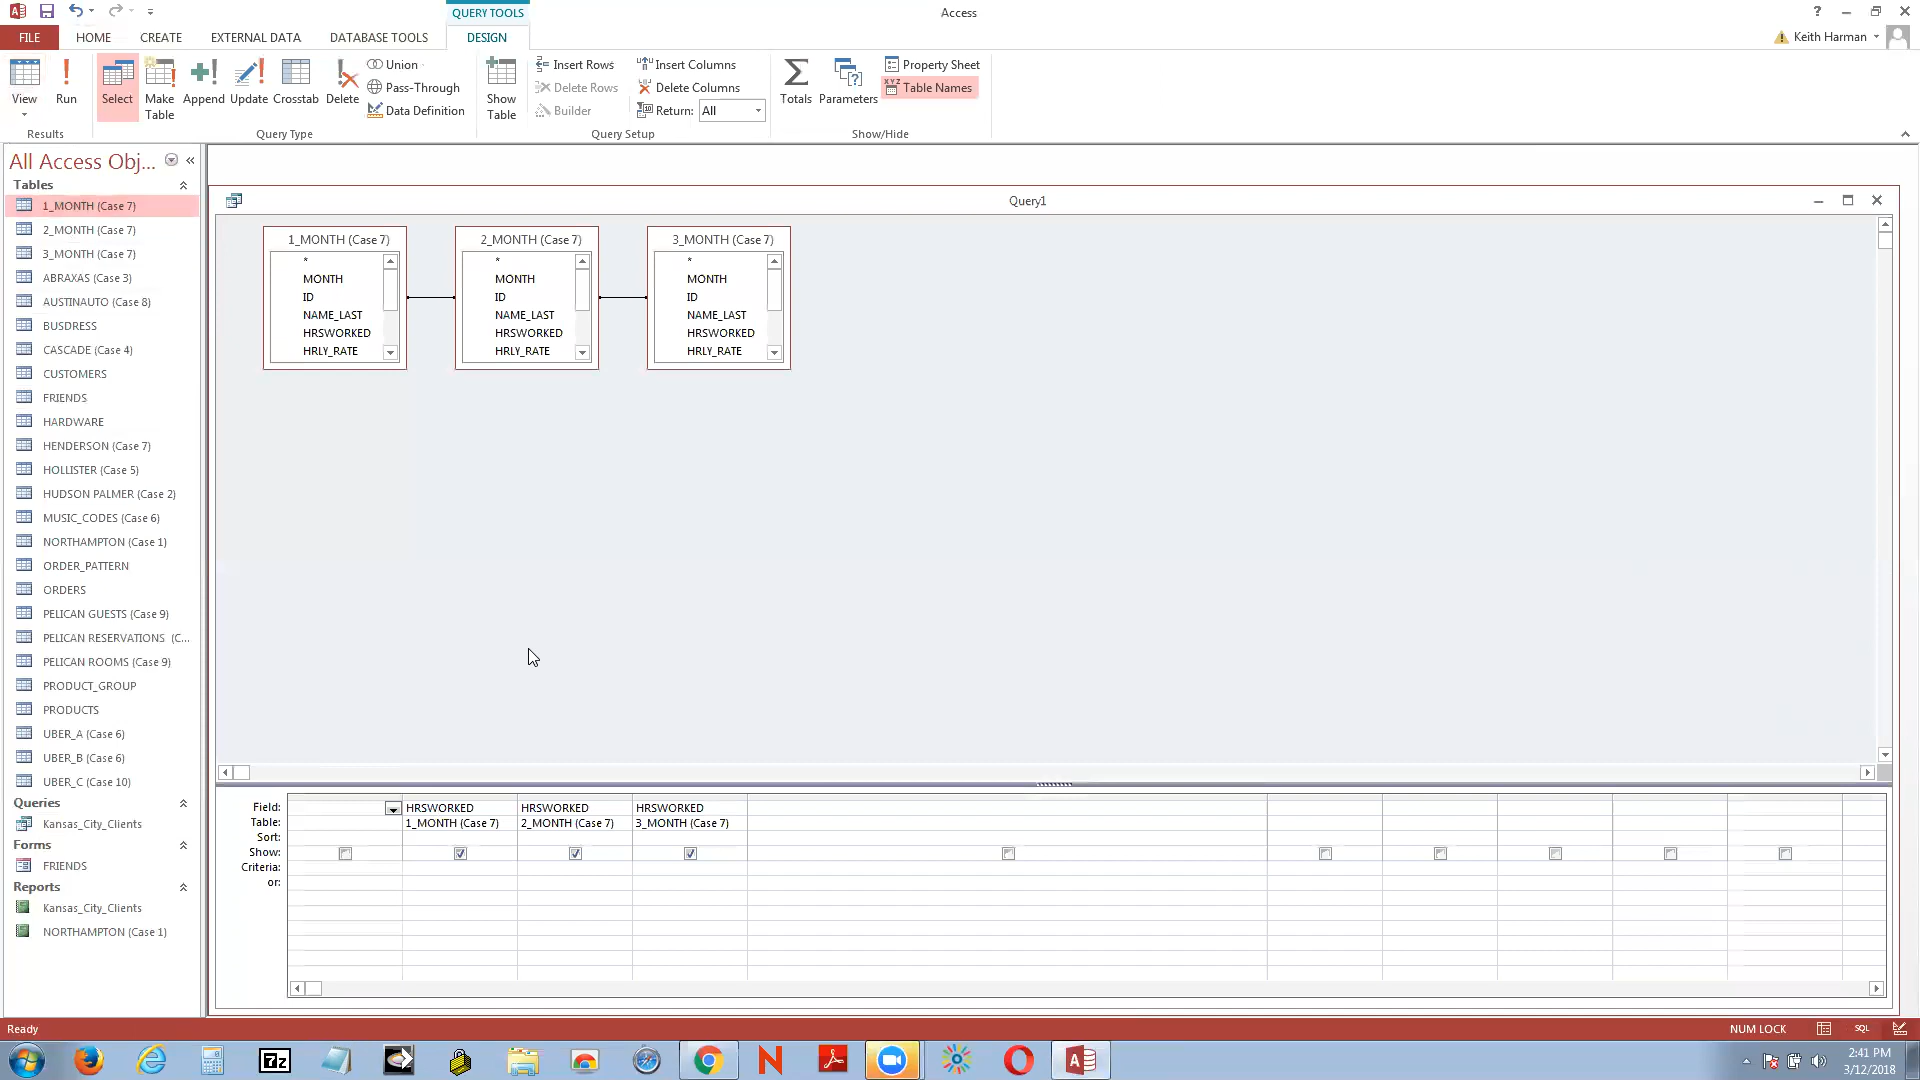 QUERY TOOLS
Access
?
FILE
HOME
CREATE
EXTERNAL DATA
DATABASE TOOLS
DESIGN
Keith Harman
View
Run
Select
Make Table
Append
Update
Crosstab
Delete
Union
Pass-Through
Data Definition
Show Table
Insert Rows
Delete Rows
Builder
Insert Columns
Delete Columns
Return: All
Totals
Parameters
Property Sheet
Table Names
Results
Query Type
Query Setup
Show/Hide
All Access Obj...
Tables
1_MONTH (Case 7)
2_MONTH (Case 7)
3_MONTH (Case 7)
ABRAXAS (Case 3)
AUSTINAUTO (Case 8)
BUSDRESS
CASCADE (Case 4)
CUSTOMERS
FRIENDS
HARDWARE
HENDERSON (Case 7)
HOLLISTER (Case 5)
HUDSON PALMER (Case 2)
MUSIC_CODES (Case 6)
NORTHAMPTON (Case 1)
ORDER_PATTERN
ORDERS
PELICAN GUESTS (Case 9)
PELICAN RESERVATIONS (C...
PELICAN ROOMS (Case 9)
PRODUCT_GROUP
PRODUCTS
UBER_A (Case 6)
UBER_B (Case 6)
UBER_C (Case 10)
Queries
Kansas_City_Clients
Forms
FRIENDS
Reports
Kansas_City_Clients
NORTHAMPTON (Case 1)
Query1
1_MONTH (Case 7)
*
MONTH
ID
NAME_LAST
HRSWORKED
HRLY_RATE
2_MONTH (Case 7)
*
MONTH
ID
NAME_LAST
HRSWORKED
HRLY_RATE
3_MONTH (Case 7)
*
MONTH
ID
NAME_LAST
HRSWORKED
HRLY_RATE
Field: HRSWORKED HRSWORKED HRSWORKED
Table: 1_MONTH (Case 7) 2_MONTH (Case 7) 3_MONTH (Case 7)
Sort:
Show:
Criteria:
or:
Ready
NUM LOCK
SQL
7z
2:41 PM
3/12/2018